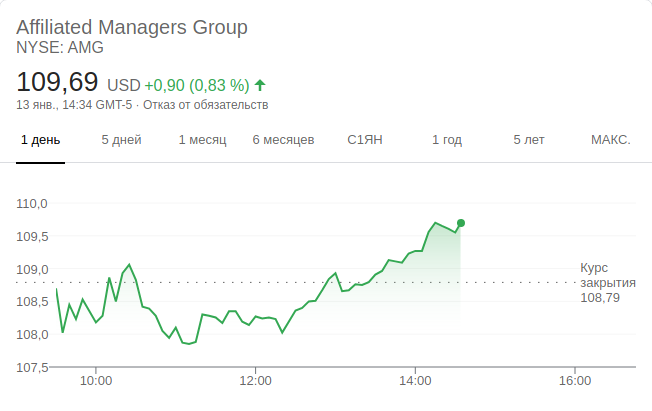 Affiliated Managers Group
NYSE: AMG
109,69 USD +0,90 (0,83 %)
13 янв., 14:34 GMT-5 · Отказ от обязательств
1 день 5 дней 1 месяц 6 месяцев С1ЯН 1 год 5 лет МАКС.
110,0
109,5
109,0
108,5
108,0
107,5
Курс
закрытия
108,79
10:00 12:00 14:00 16:00